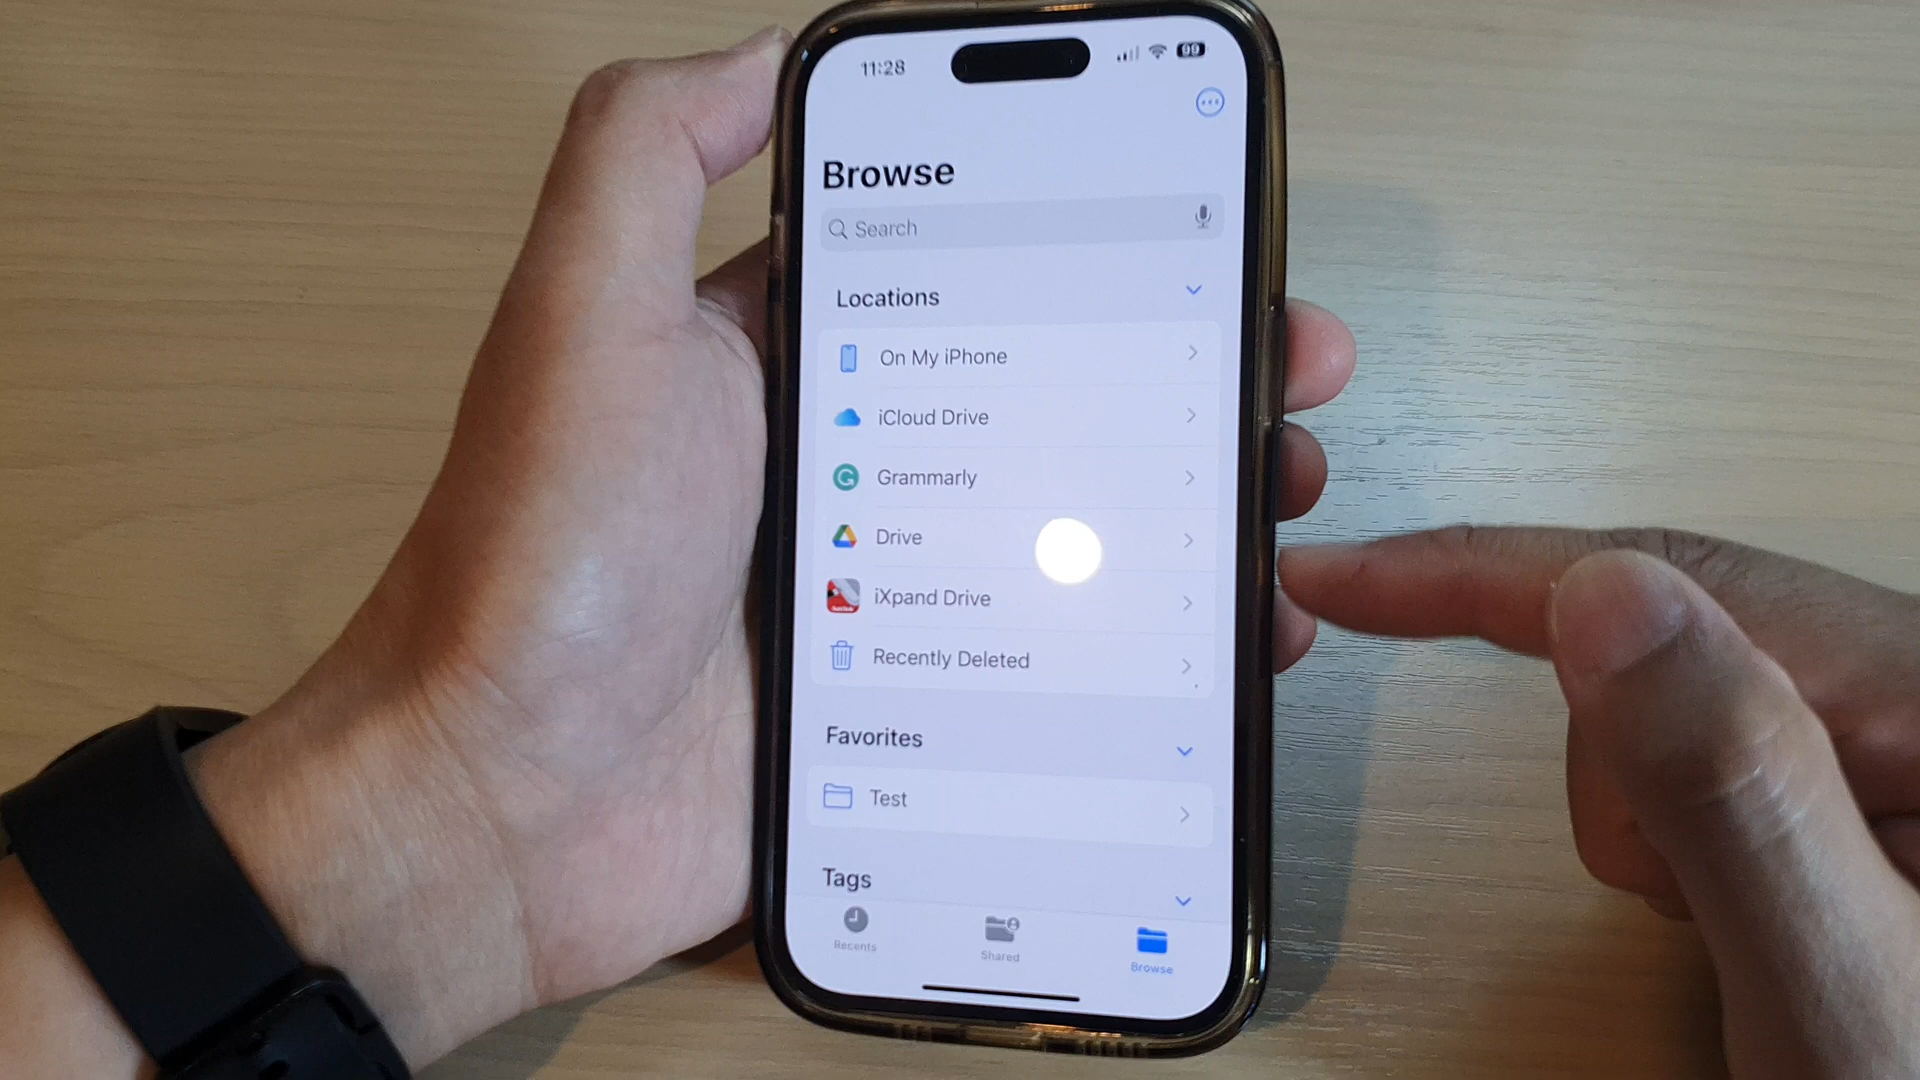 11:28
99
Browse
Search
Locations
On My iPhone
iCloud Drive
Grammarly
Drive
iXpand Drive
Recently Deleted
Favorites
Test
Tags
Recents
Shared
Browse